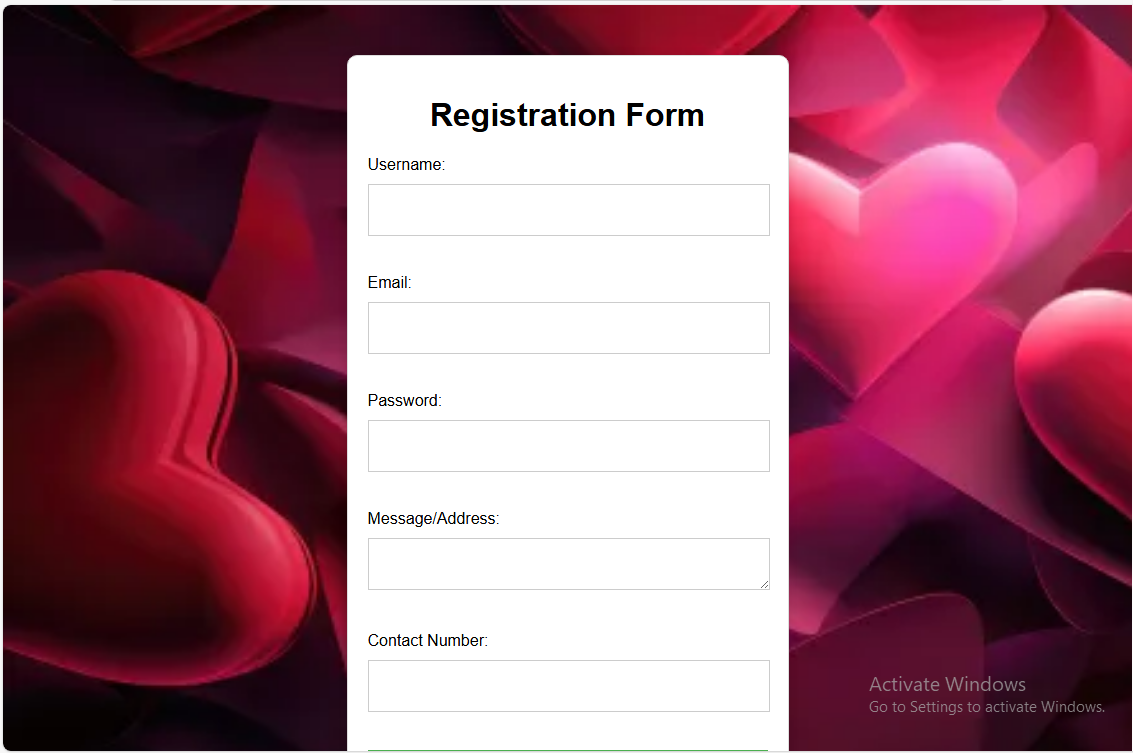 Registration Form
Username:
Email:
Password:
Message/Address:
Contact Number:
Activate Windows
Go to Settings to activate Windows.